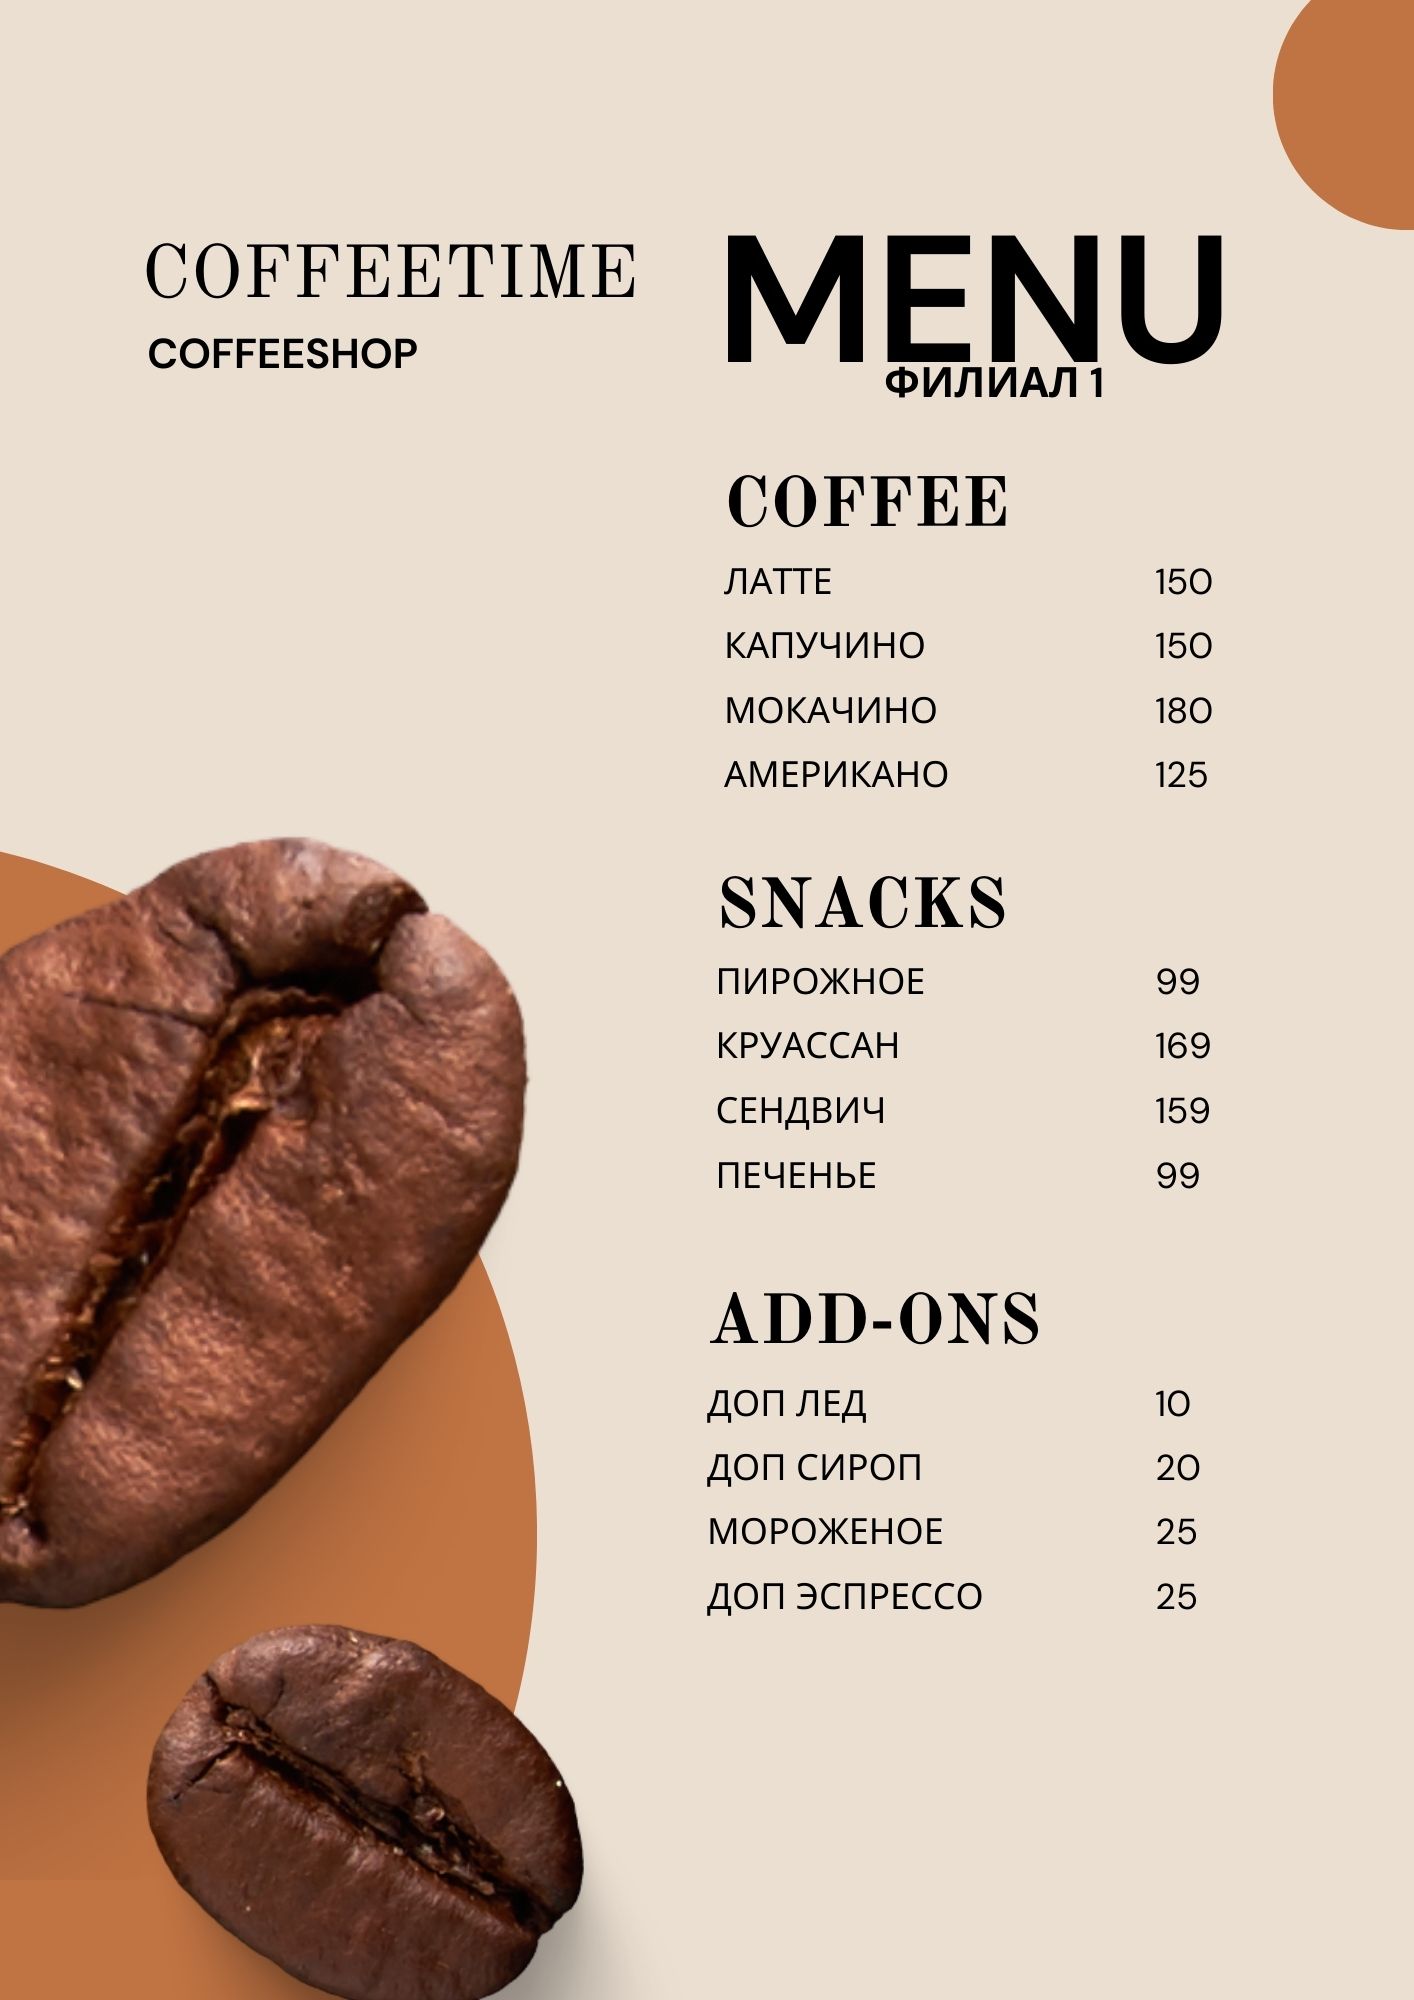 COFFEETIME
COFFEESHOP
MENU
ФИЛИАЛ 1
COFFEE
ЛАТТЕ 150
КАПУЧИНО 150
МОКАЧИНО 180
АМЕРИКАНО 125
SNACKS
ПИРОЖНОЕ 99
КРУАССАН 169
СЕНДВИЧ 159
ПЕЧЕНЬЕ 99
ADD-ONS
ДОП ЛЕД 10
ДОП СИРОП 20
МОРОЖЕНОЕ 25
ДОП ЭСПРЕССО 25